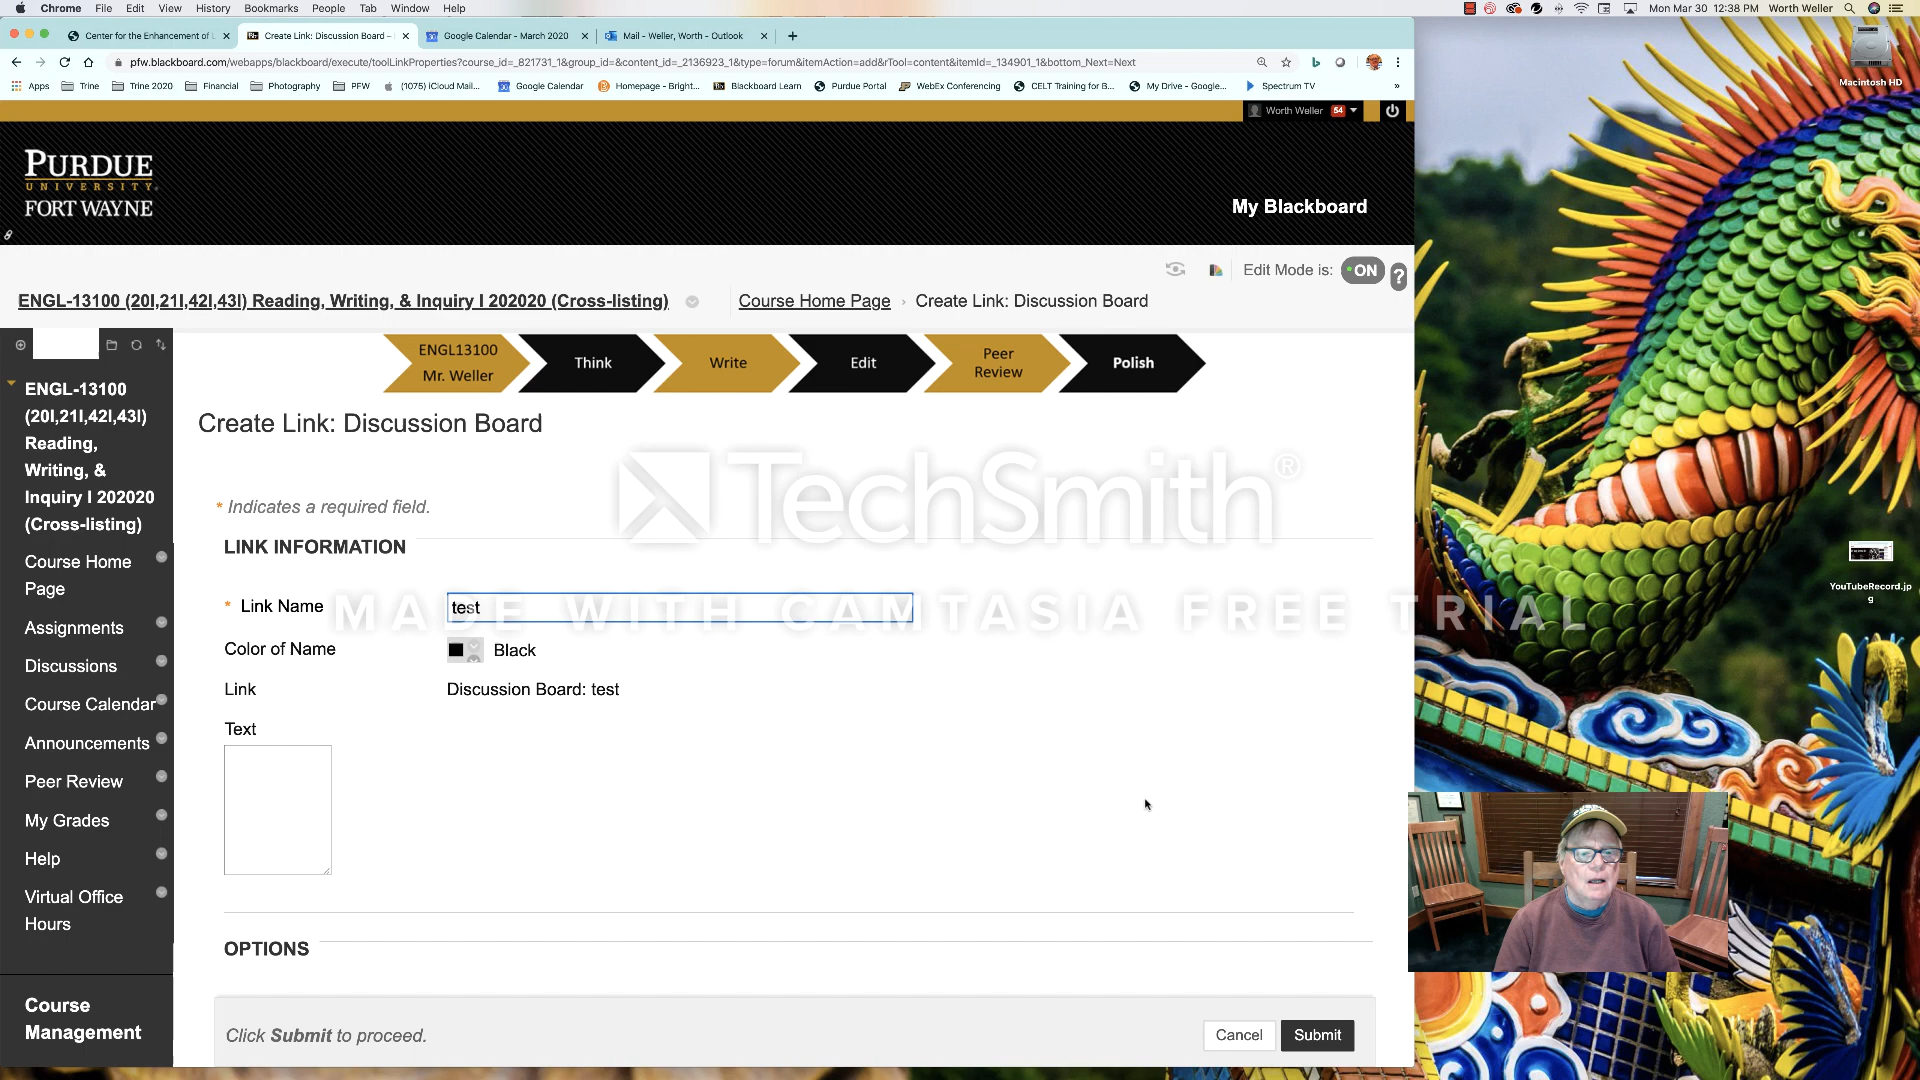 Chrome File Edit View History Bookmarks People Tab Window Help
Mon Mar 30 12:38 PM Worth Weller
Center for the Enhancement of
Create Link: Discussion Board –
Google Calendar - March 2020
Mail - Weller, Worth - Outlook
pfw.blackboard.com/webapps/blackboard/execute/toolLinkProperties?course_id=_821731_1&group_id=&content_id=_2136923_1&type=forum&itemAction=add&rTool=content&itemId=_134901_1&bottom_Next=Next
Apps Trine Trine 2020 Financial Photography PFW (1075) iCloud Mail... Google Calendar Homepage - Bright... Blackboard Learn Purdue Portal WebEx Conferencing CELT Training for B... My Drive - Google... Spectrum TV »
Macintosh HD
Worth Weller 54
PURDUE
UNIVERSITY.
FORT WAYNE
My Blackboard
Edit Mode is: ON ?
ENGL-13100 (20I,21I,42I,43I) Reading, Writing, & Inquiry I 202020 (Cross-listing)
Course Home Page Create Link: Discussion Board
ENGL13100
Mr. Weller
Think
Write
Edit
Peer
Review
Polish
ENGL-13100
(20I,21I,42I,43I)
Reading,
Writing, &
Inquiry I 202020
(Cross-listing)
Course Home
Page
Assignments
Discussions
Course Calendar
Announcements
Peer Review
My Grades
Help
Virtual Office
Hours
Course
Management
Create Link: Discussion Board
TechSmith®
* Indicates a required field.
LINK INFORMATION
MADE WITH CAMTASIA FREE TRIAL
* Link Name test
Color of Name Black
Link Discussion Board: test
Text
OPTIONS
Click Submit to proceed.
Cancel Submit
YouTubeRecord.jp
g